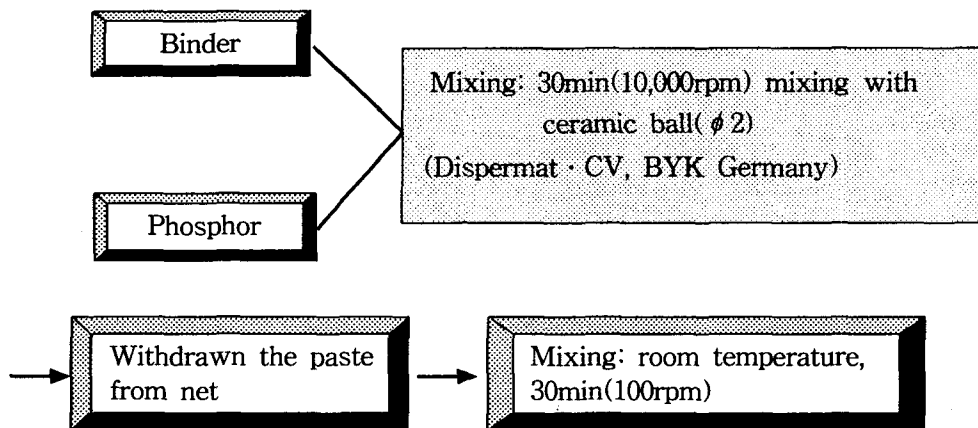 Binder
Mixing: 30min(10,000rpm) mixing with
ceramic ball(ϕ2)
(Dispermat · CV, BYK Germany)
Phosphor
Withdrawn the paste
from net
Mixing: room temperature,
30min(100rpm)